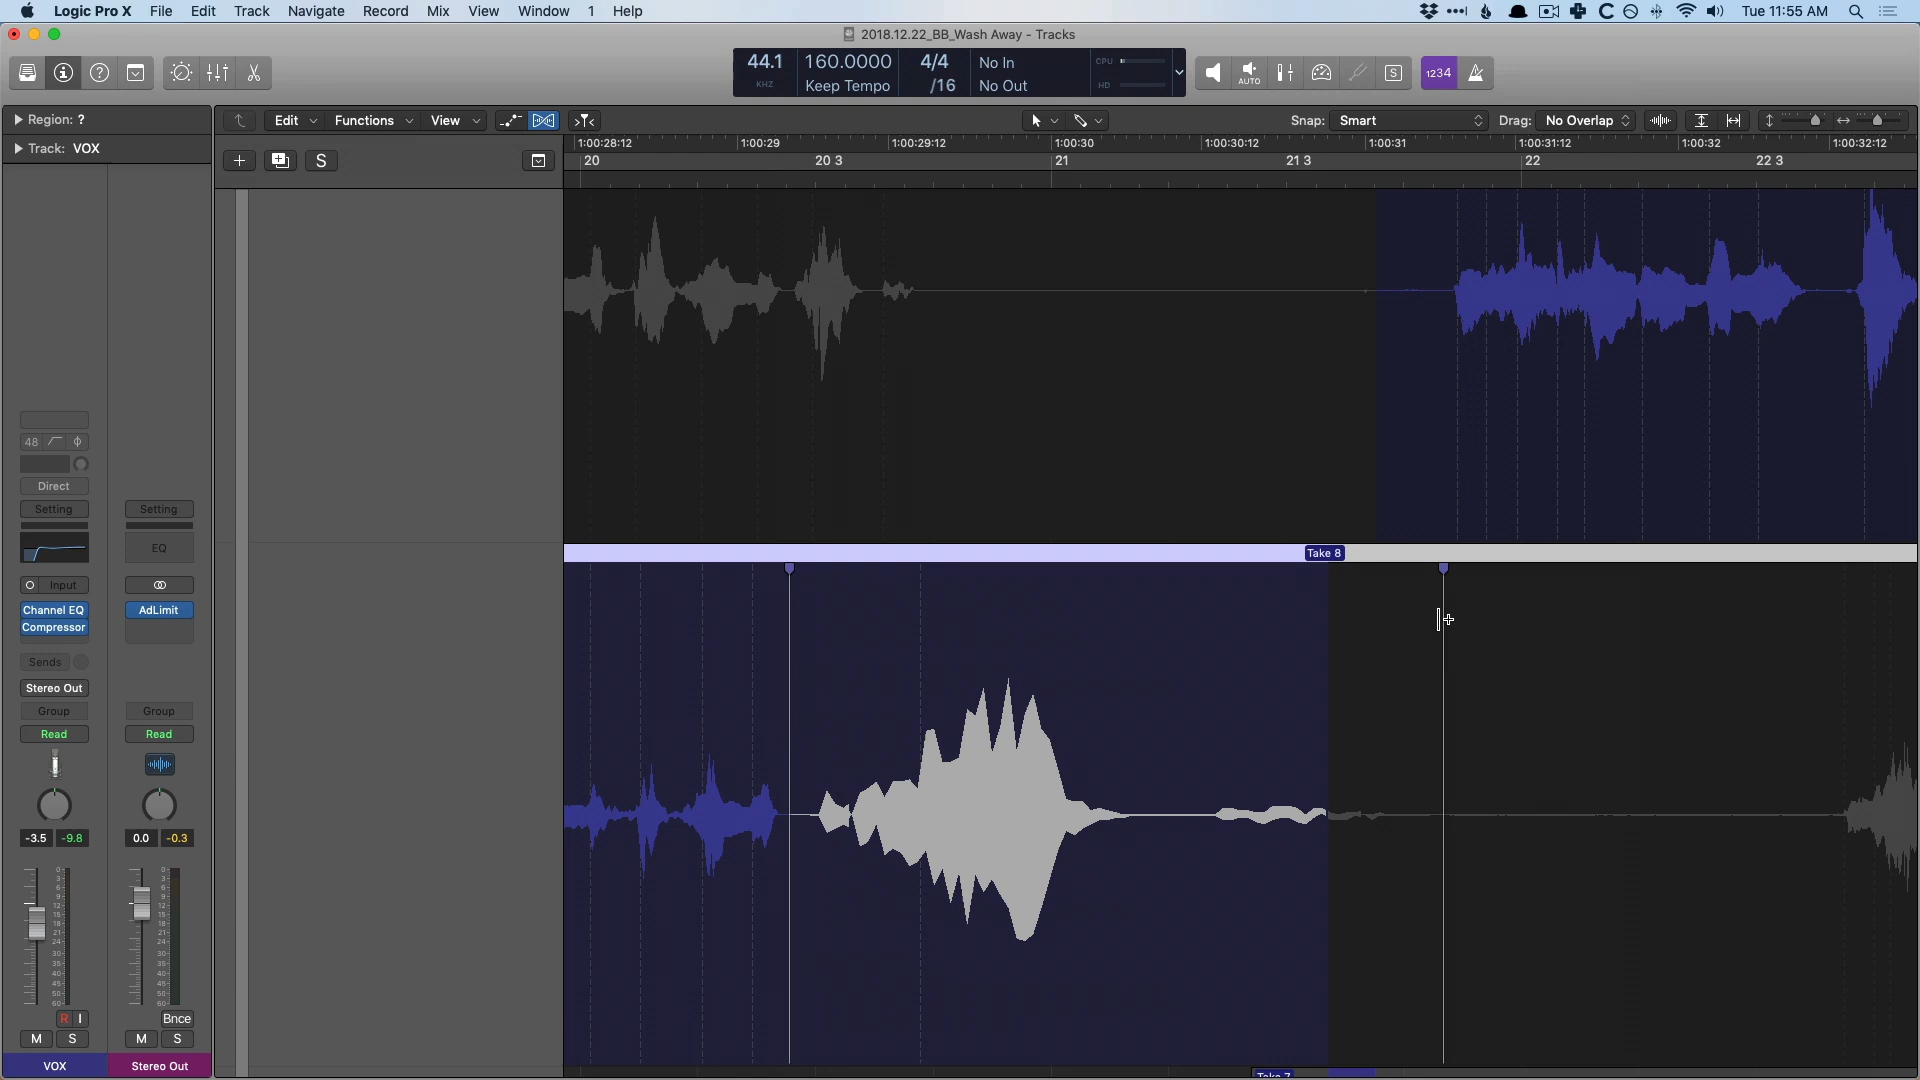 Logic Pro X File Edit Track Navigate Record Mix View Window 1 Help
Tue 11:55 AM
2018.12.22_BB_Wash Away - Tracks
44.1 160.0000 4/4 No In CPU
KHZ Keep Tempo /16 No Out HD
AUTO
S
1234
Region: ?
Track: VOX
Edit Functions View
Snap: Smart
Drag: No Overlap
S
1:00:28:12 1:00:29 1:00:29:12 1:00:30 1:00:30:12 1:00:31 1:00:31:12 1:00:32 1:00:32:12
20 20 3 21 21 3 22 22 3
48
Direct
Setting Setting
EQ
Input
Channel EQ AdLimit
Compressor
Sends
Stereo Out
Group Group
Read Read
-3.5 -9.8 0.0 -0.3
R I Bnce
M S M S
VOX Stereo Out
Take 8
Take 7